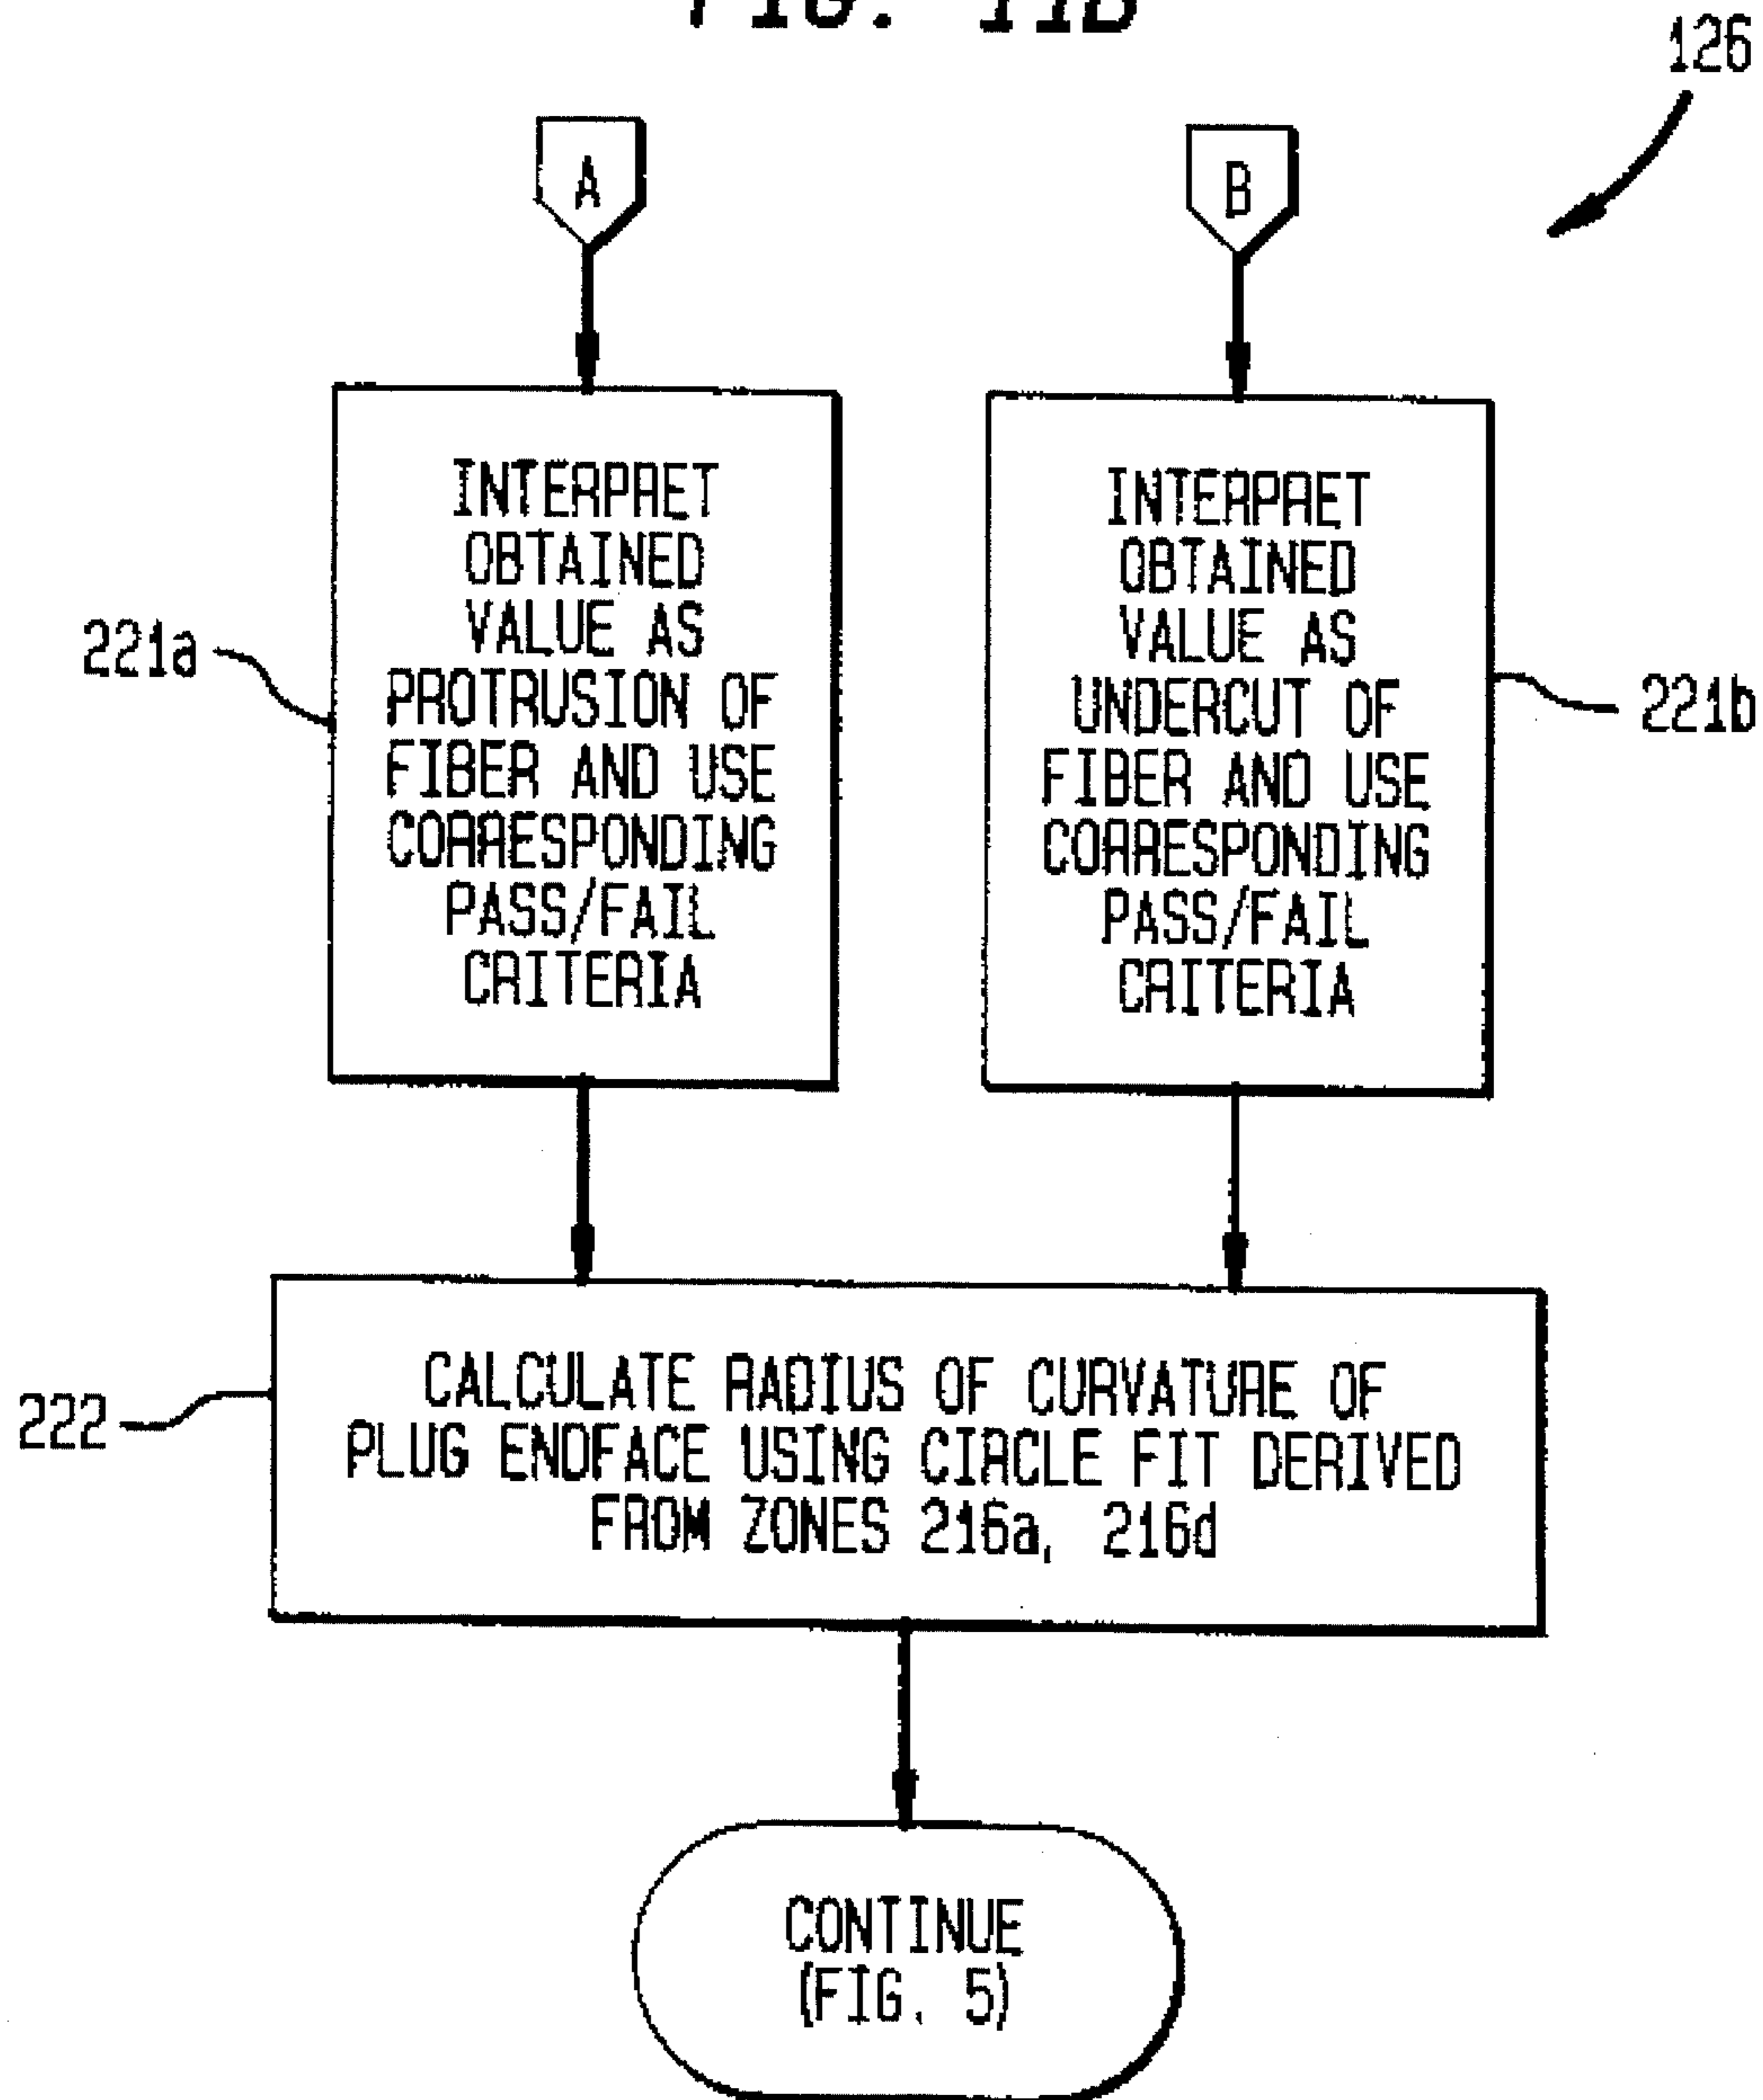 FIG. 11B
126
A
B
INTERPRET
OBTAINED
VALUE AS
PROTRUSION OF
FIBER AND USE
CORRESPONDING
PASS/FAIL
CRITERIA
221a
INTERPRET
OBTAINED
VALUE AS
UNDERCUT OF
FIBER AND USE
CORRESPONDING
PASS/FAIL
CRITERIA
221b
222
CALCULATE RADIUS OF CURVATURE OF
PLUG ENDFACE USING CIRCLE FIT DERIVED
FROM ZONES 216a, 216d
CONTINUE
(FIG. 5)